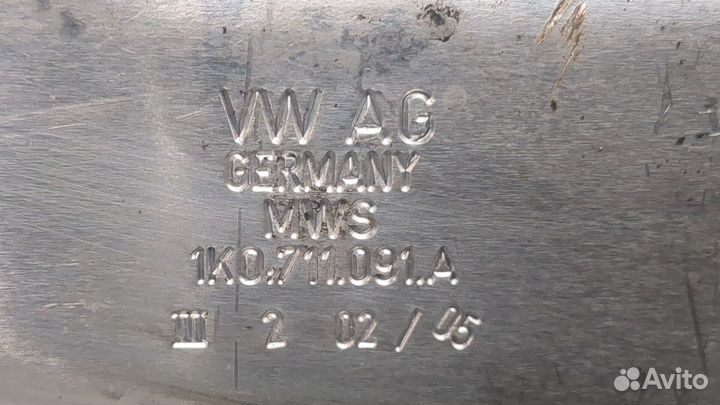 VW AG
GERMANY
MWS
1K0.711.091.A
III 2 02/05
Avito